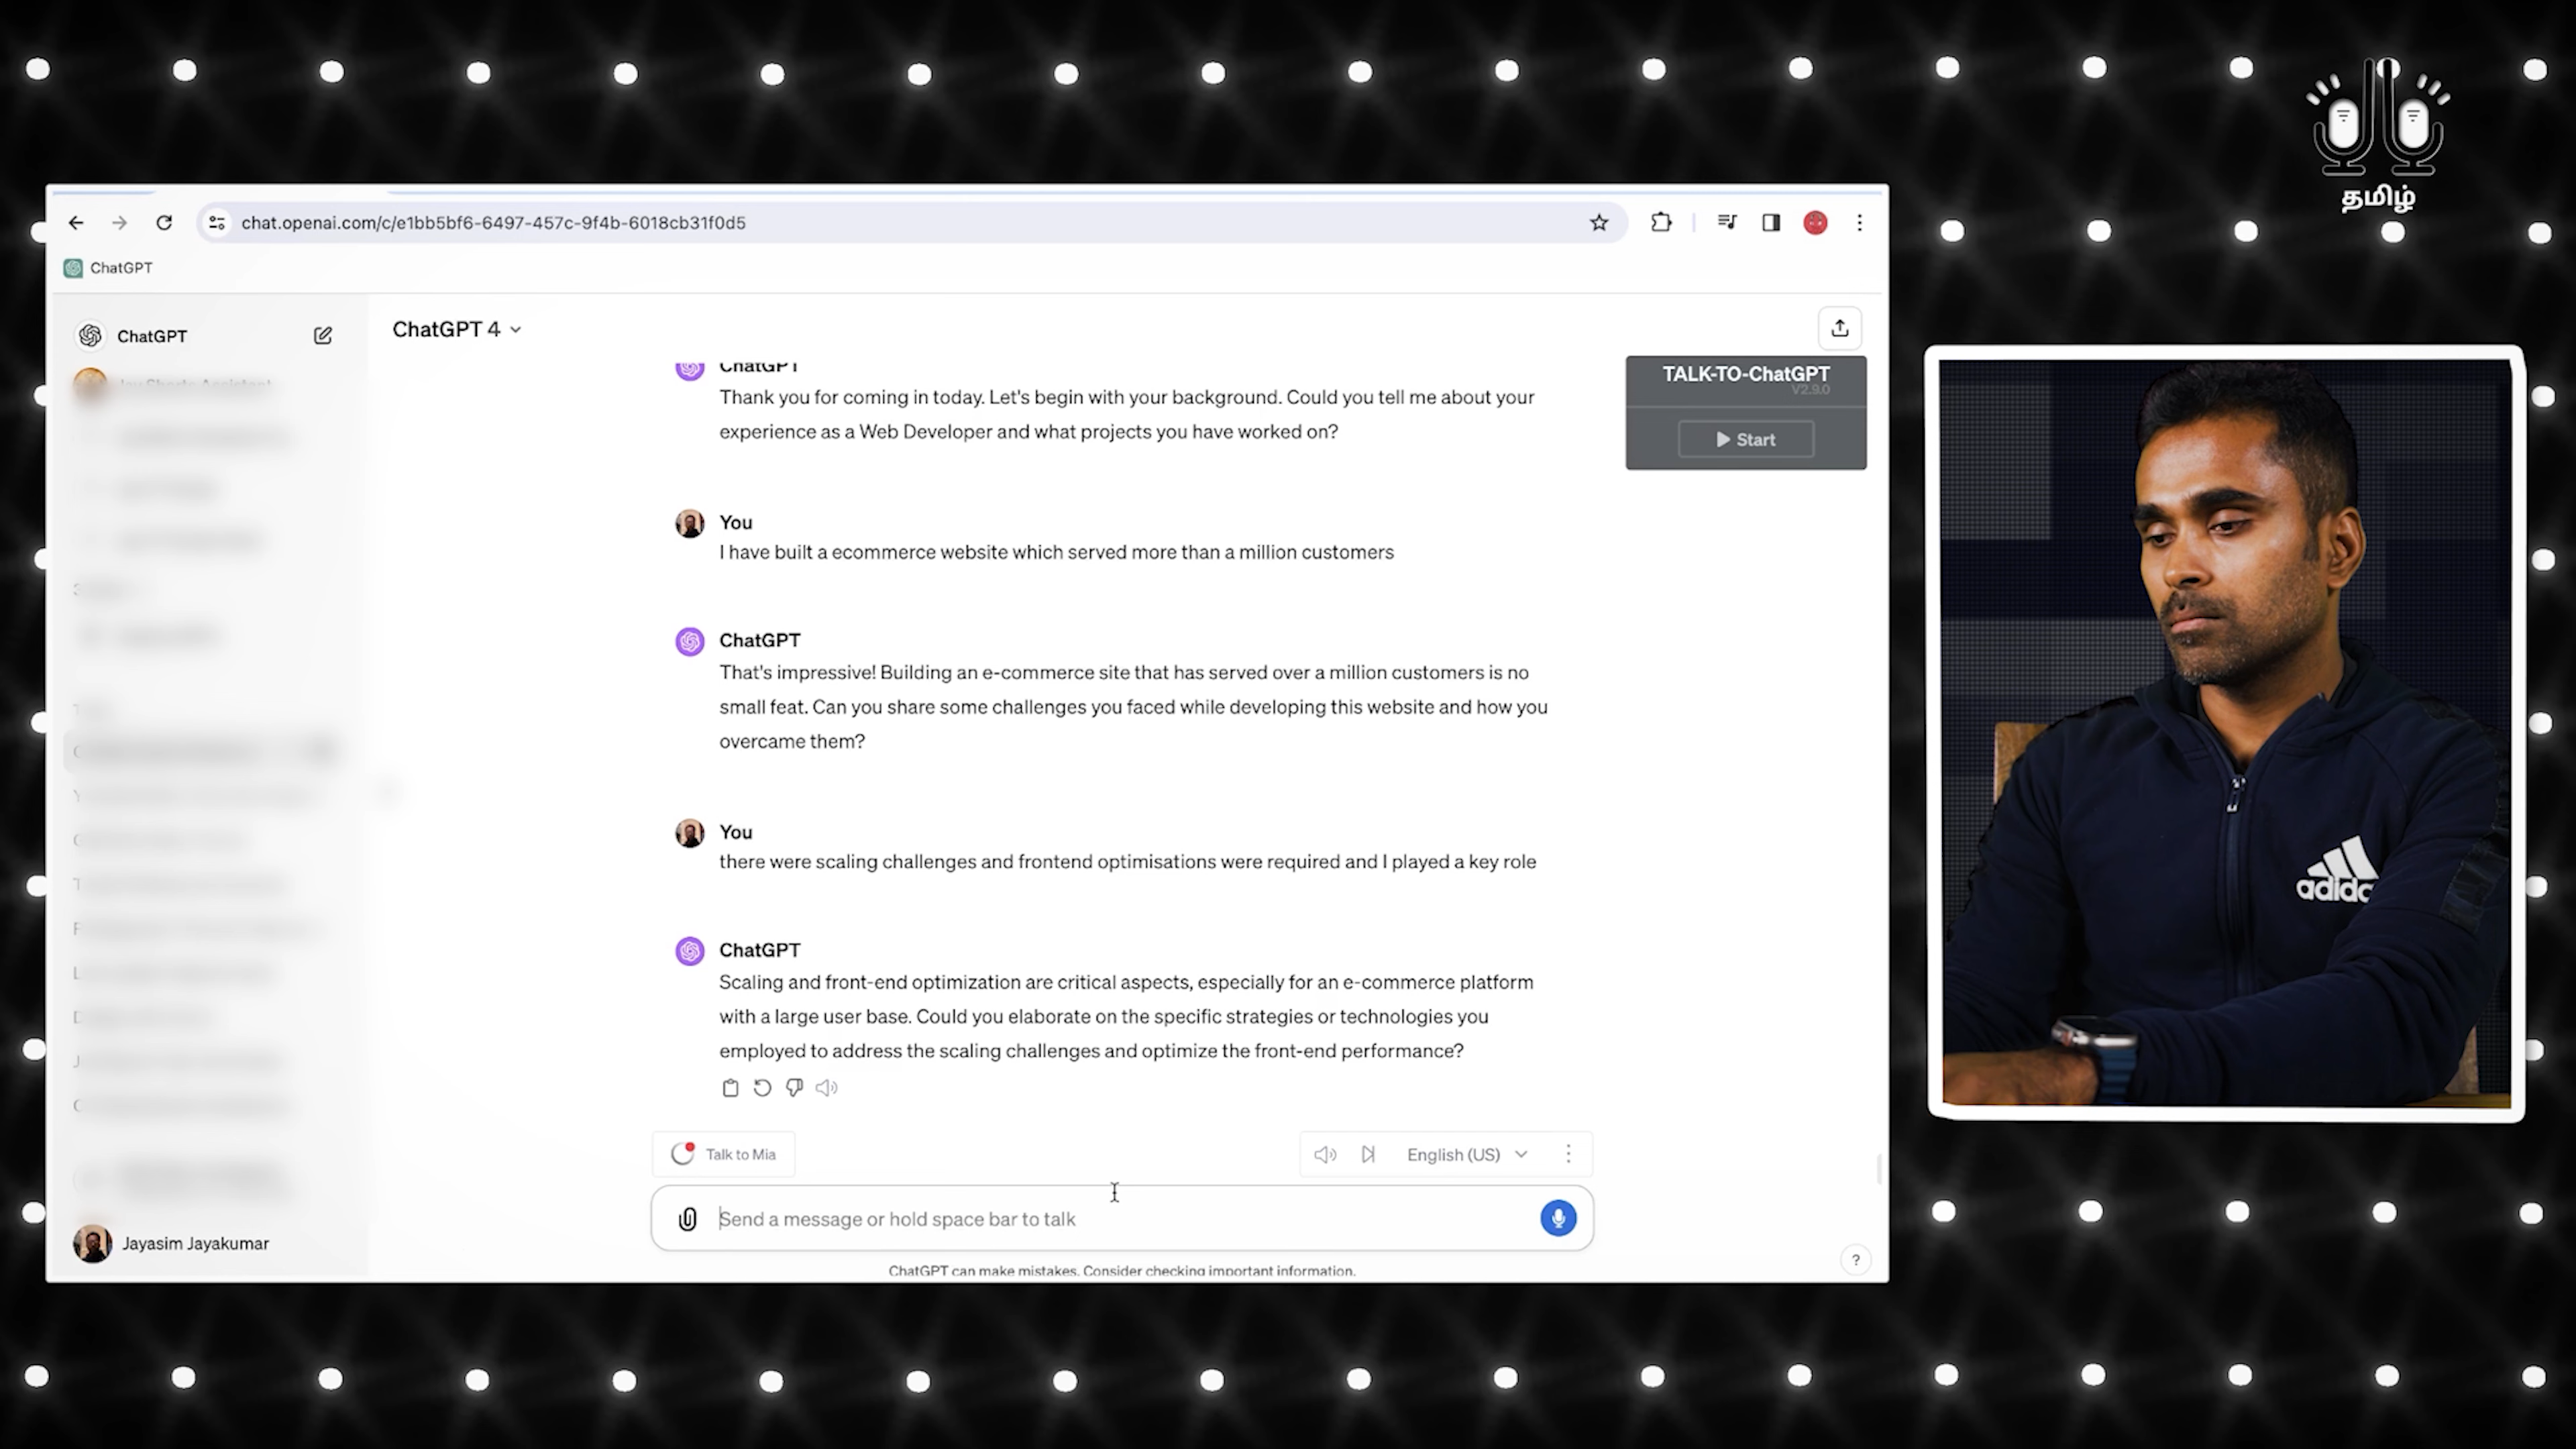 தமிழ்
chat.openai.com/c/e1bb5bf6-6497-457c-9f4b-6018cb31f0d5
ChatGPT
ChatGPT
ChatGPT 4
TALK-TO-ChatGPT
V2.9.0
Start
ChatGPT
Thank you for coming in today. Let's begin with your background. Could you tell me about your
experience as a Web Developer and what projects you have worked on?
You
I have built a ecommerce website which served more than a million customers
ChatGPT
That's impressive! Building an e-commerce site that has served over a million customers is no
small feat. Can you share some challenges you faced while developing this website and how you
overcame them?
You
there were scaling challenges and frontend optimisations were required and I played a key role
ChatGPT
Scaling and front-end optimization are critical aspects, especially for an e-commerce platform
with a large user base. Could you elaborate on the specific strategies or technologies you
employed to address the scaling challenges and optimize the front-end performance?
Talk to Mia
English (US)
Send a message or hold space bar to talk
Jayasim Jayakumar
ChatGPT can make mistakes. Consider checking important information.
?
adida